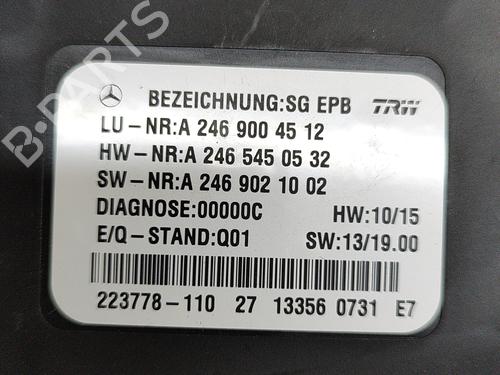 BEZEICHNUNG:SG EPB TRW
LU-NR:A 246 900 45 12
HW-NR:A 246 545 05 32
SW-NR:A 246 902 10 02
DIAGNOSE:00000C HW:10/15
E/Q-STAND:Q01 SW:13/19.00
223778-110 27 13356 0731 E7
B-PARTS